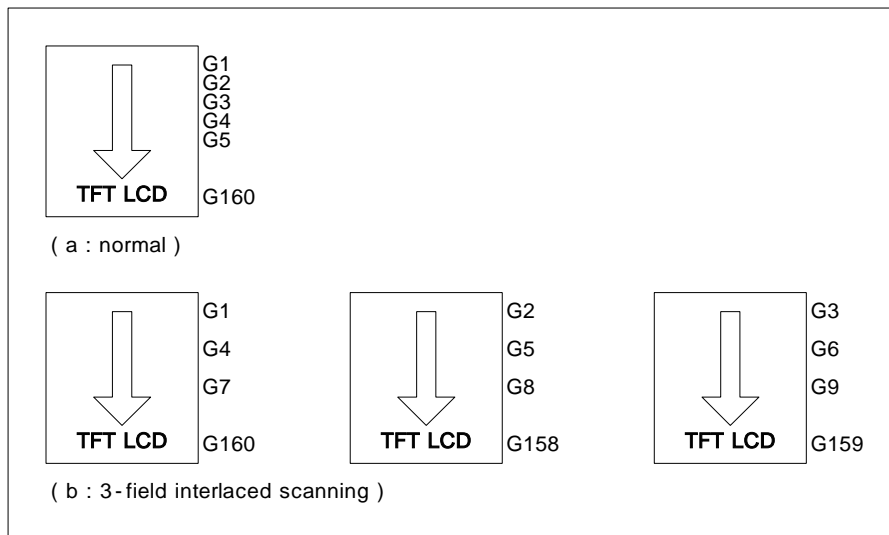 G1
G2
G3
G4
G5
TFT LCD
G160
( a : normal )
G1
G4
G7
TFT LCD
G160
G2
G5
G8
TFT LCD
G158
G3
G6
G9
TFT LCD
G159
( b : 3-field interlaced scanning )